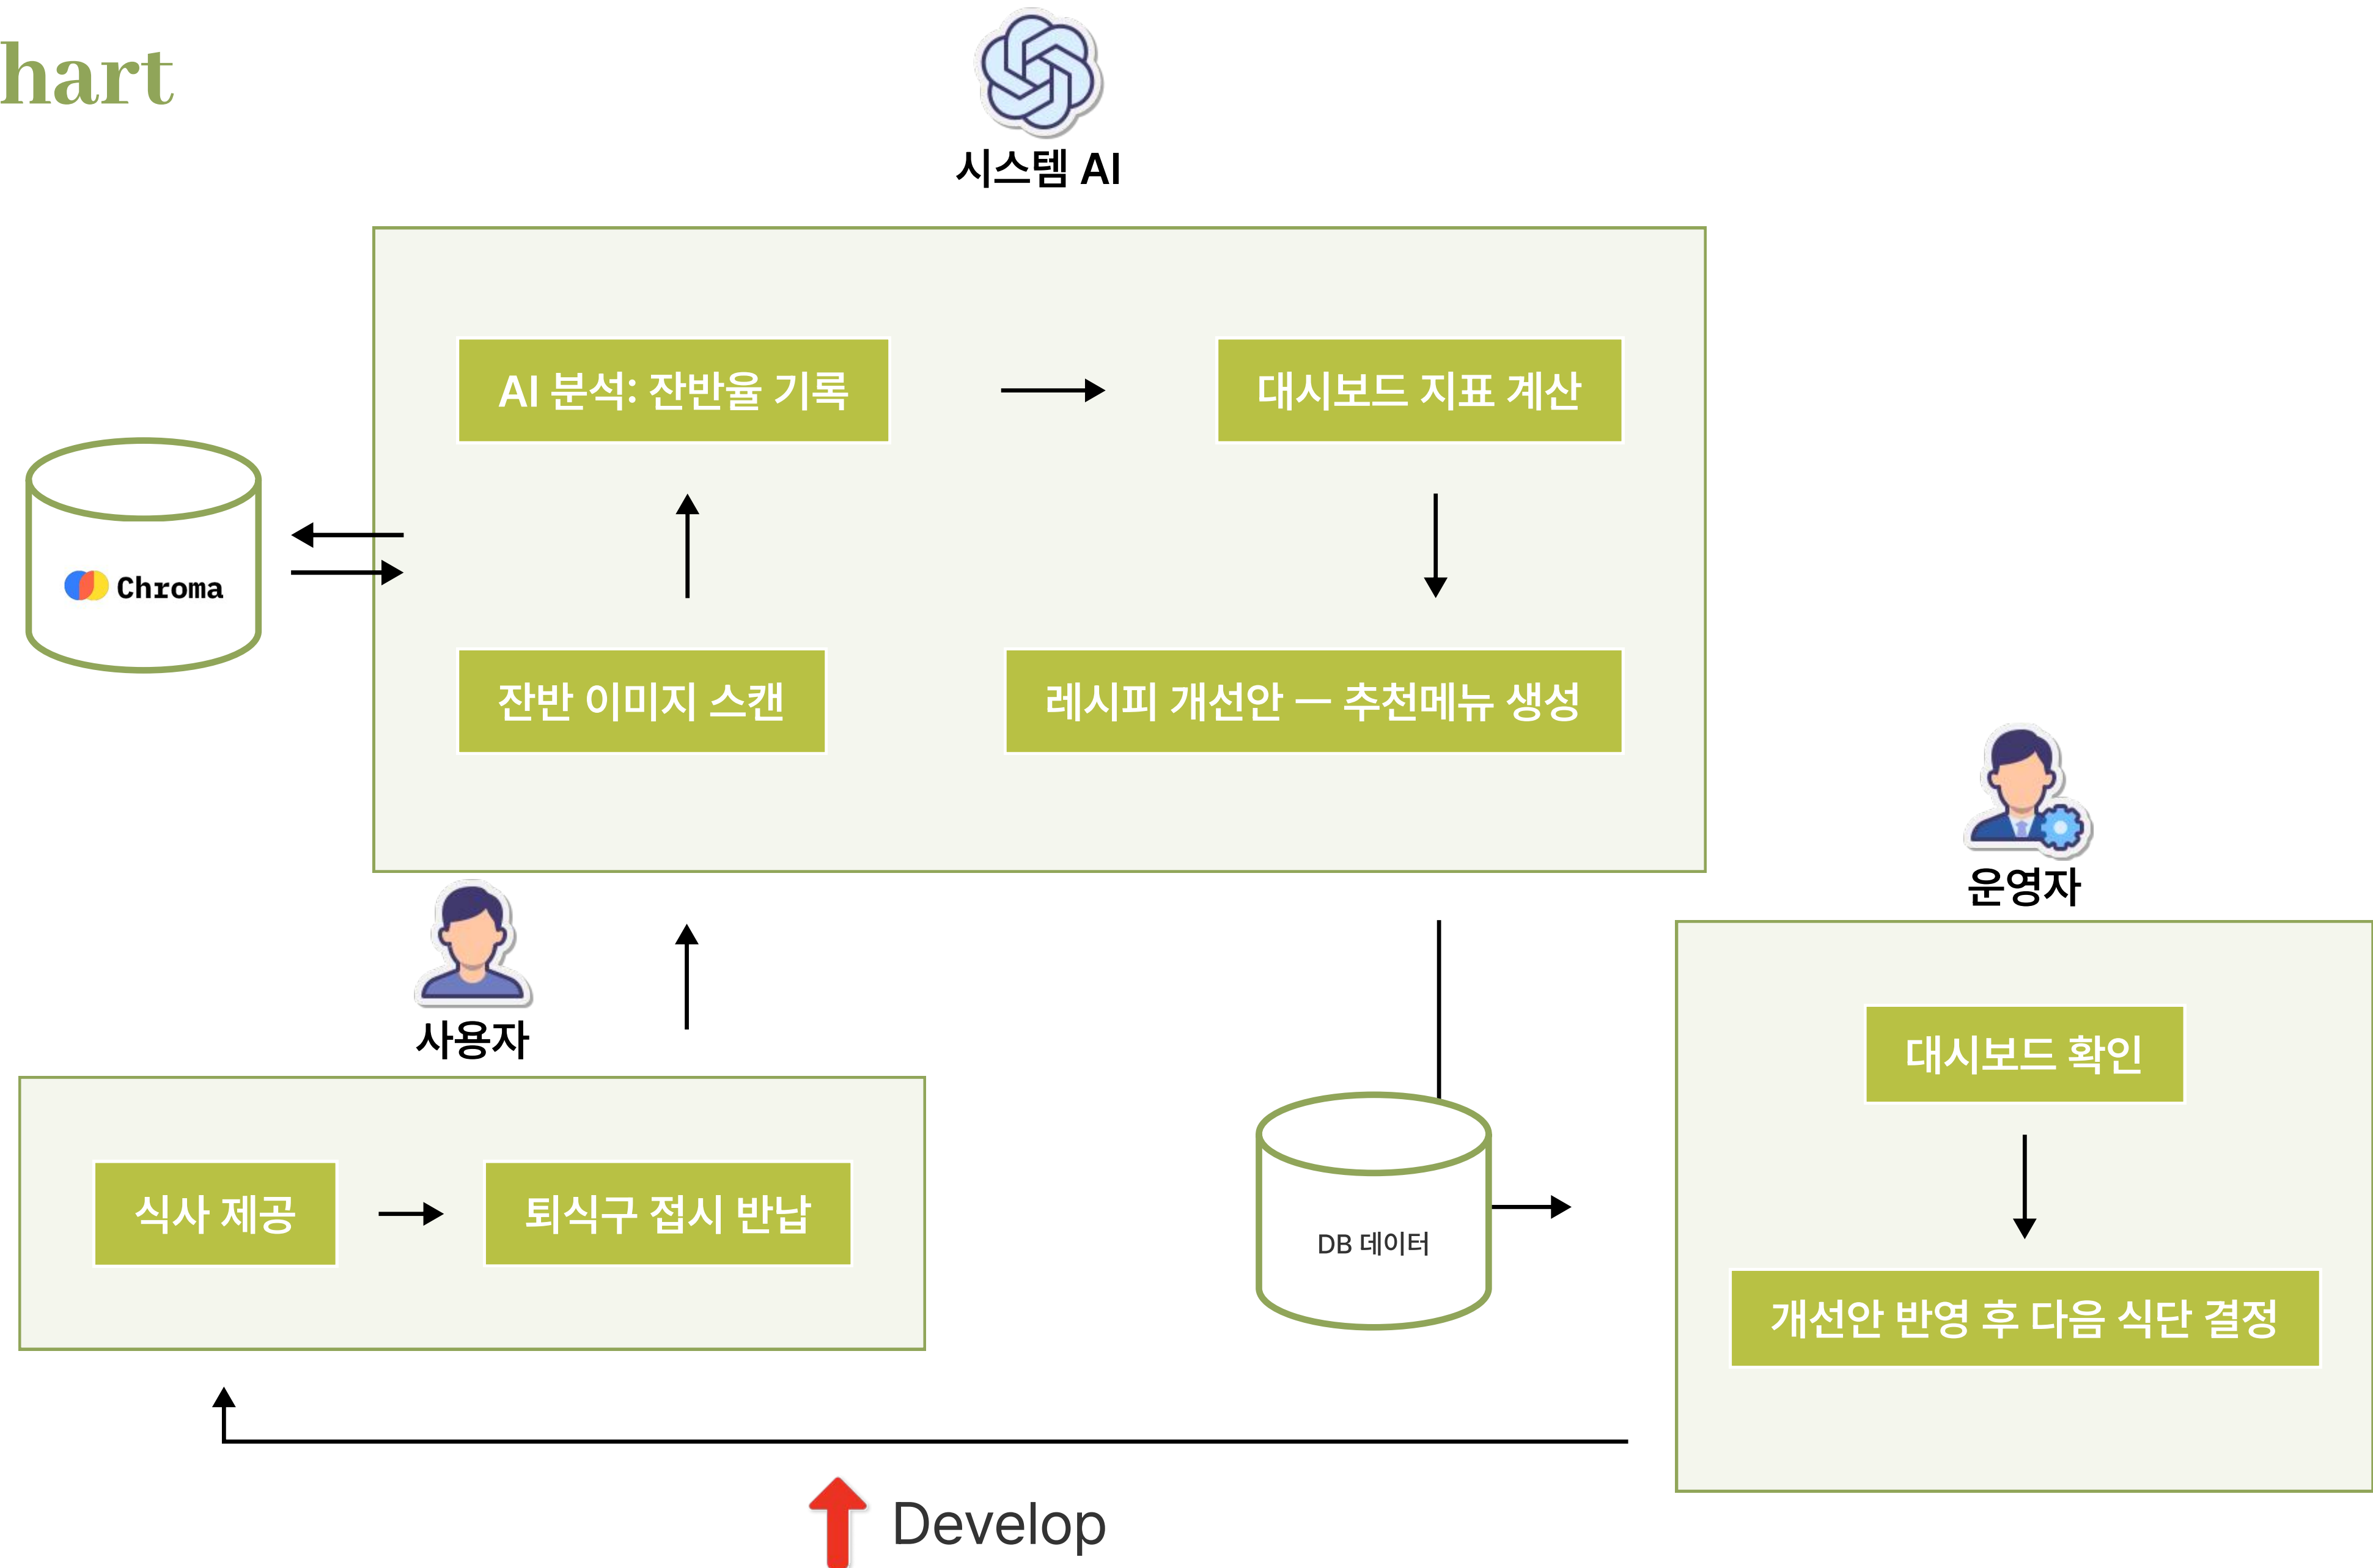 hart
시스템 AI
AI 분석: 잔반율 기록
대시보드 지표 계산
Chroma
잔반 이미지 스캔
레시피 개선안 — 추천메뉴 생성
운영자
사용자
대시보드 확인
식사 제공
퇴식구 접시 반납
DB 데이터
개선안 반영 후 다음 식단 결정
Develop